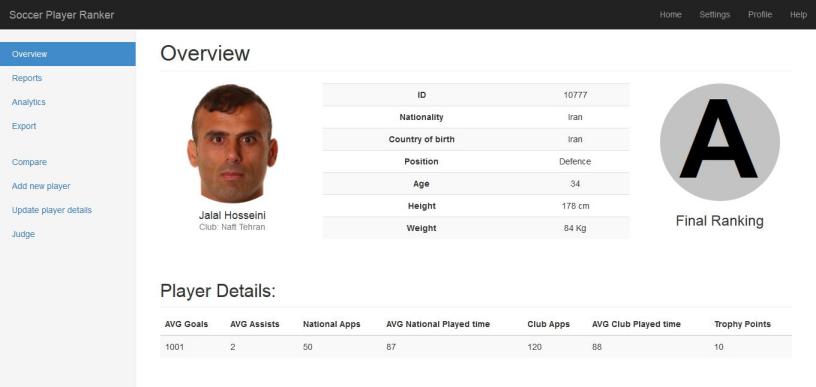 Soccer Player Ranker
Home Settings Profile Help
Overview
Reports
Analytics
Export
Compare
Add new player
Update player details
Judge
Overview
Jalal Hosseini
Club: Naft Tehran
ID 10777
Nationality Iran
Country of birth Iran
Position Defence
Age 34
Height 178 cm
Weight 84 Kg
A
Final Ranking
Player Details:
AVG Goals AVG Assists National Apps AVG National Played time Club Apps AVG Club Played time Trophy Points
1001 2 50 87 120 88 10